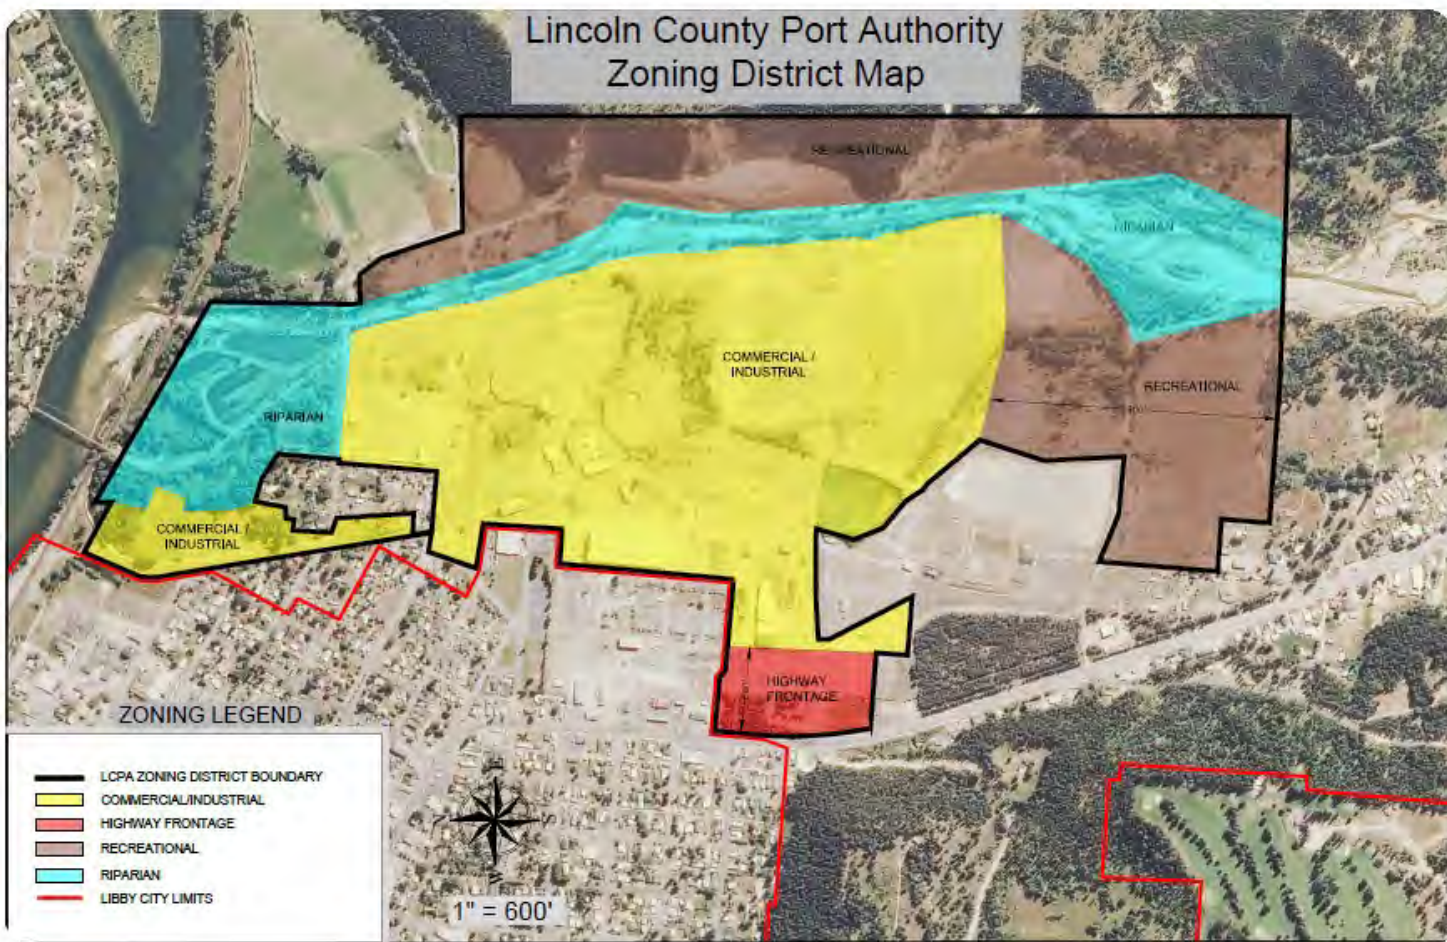 Lincoln County Port Authority
Zoning District Map
RECREATIONAL
RIPARIAN
COMMERCIAL /
INDUSTRIAL
RECREATIONAL
RIPARIAN
COMMERCIAL /
INDUSTRIAL
HIGHWAY
FRONTAGE
ZONING LEGEND
LCPA ZONING DISTRICT BOUNDARY
COMMERCIAL/INDUSTRIAL
HIGHWAY FRONTAGE
RECREATIONAL
RIPARIAN
LIBBY CITY LIMITS
E
N
S
W
1" = 600'